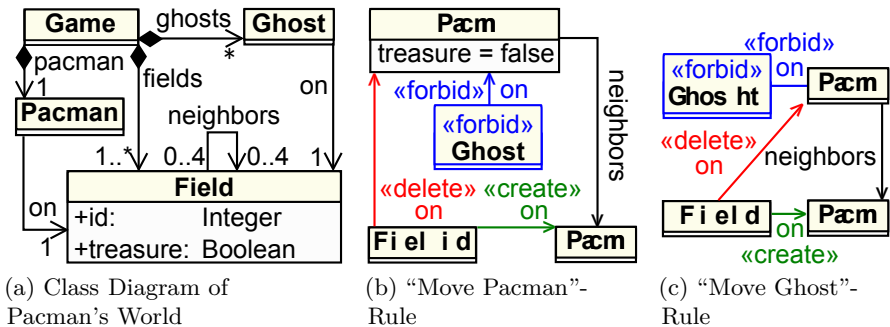 Game
ghosts
Ghost
*
pacman
1
fields
on
Pacman
neighbors
1..*
0..4
0..4
1
on
1
Field
+id: Integer
+treasure: Boolean
(a) Class Diagram of
Pacman's World
Pacm
treasure = false
«forbid»
on
«forbid»
Ghost
neighbors
«delete»
on
«create»
on
Fiel id
Pacm
(b) "Move Pacman"-
Rule
«forbid»
on
«forbid»
Ghos ht
Pacm
«delete»
on
neighbors
Field
Pacm
on
«create»
(c) "Move Ghost"-
Rule